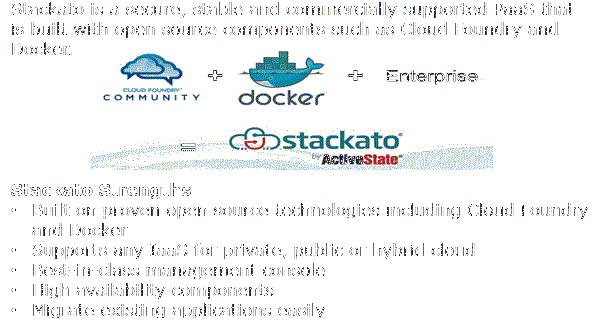 Stackato is a secure, stable and commercially supported PaaS that
is built with open source components such as Cloud Foundry and
Docker.
CLOUD FOUNDRY
COMMUNITY
+
docker
+
Enterprise
=
stackato®
by ActiveState®
Stackato Strengths
• Built on proven open source technologies including Cloud Foundry
and Docker
• Supports any IaaS for private, public or hybrid cloud
• Best-in-class management console
• High availability components
• Migrate existing applications easily